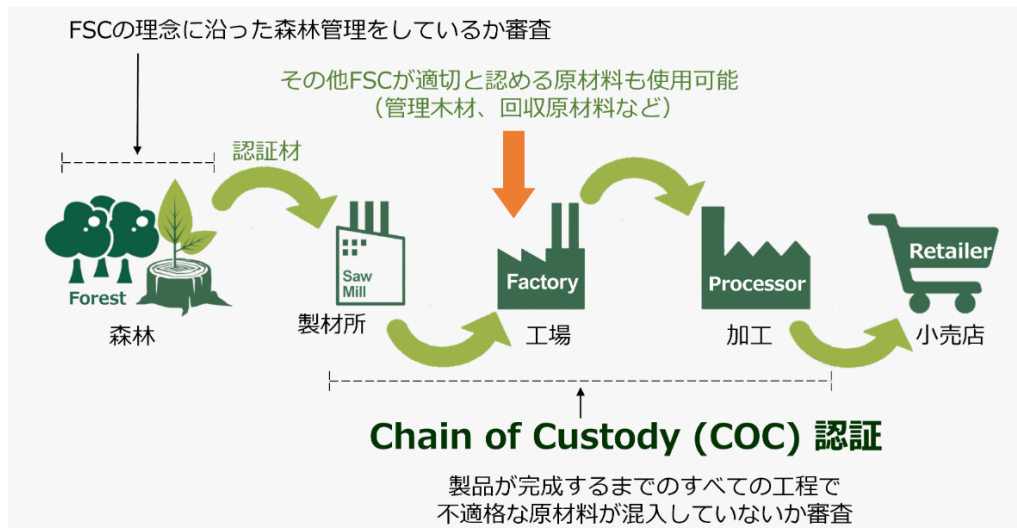 FSCの理念に沿った森林管理をしているか審査
その他FSCが適切と認める原材料も使用可能
（管理木材、回収原材料など）
認証材
Forest
森林
Saw
Mill
製材所
Factory
工場
Processor
加工
Retailer
小売店
Chain of Custody (COC) 認証
製品が完成するまでのすべての工程で
不適格な原材料が混入していないか審査